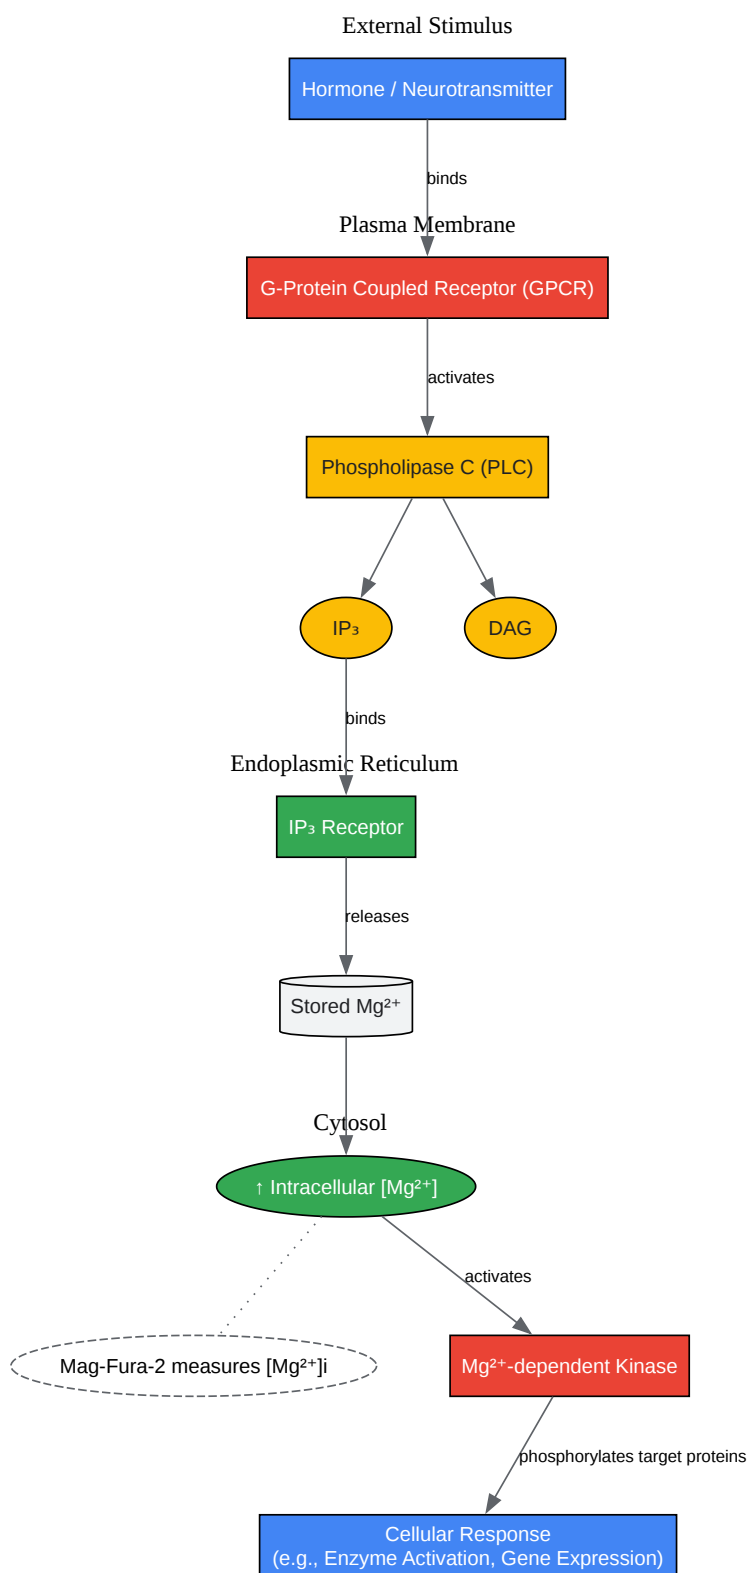 External Stimulus
Hormone / Neurotransmitter
binds
Plasma Membrane
G-Protein Coupled Receptor (GPCR)
activates
Phospholipase C (PLC)
IP₃
DAG
binds
Endoplasmic Reticulum
IP₃ Receptor
releases
Stored Mg²⁺
Cytosol
↑ Intracellular [Mg²⁺]
activates
Mag-Fura-2 measures [Mg²⁺]i
Mg²⁺-dependent Kinase
phosphorylates target proteins
Cellular Response
(e.g., Enzyme Activation, Gene Expression)